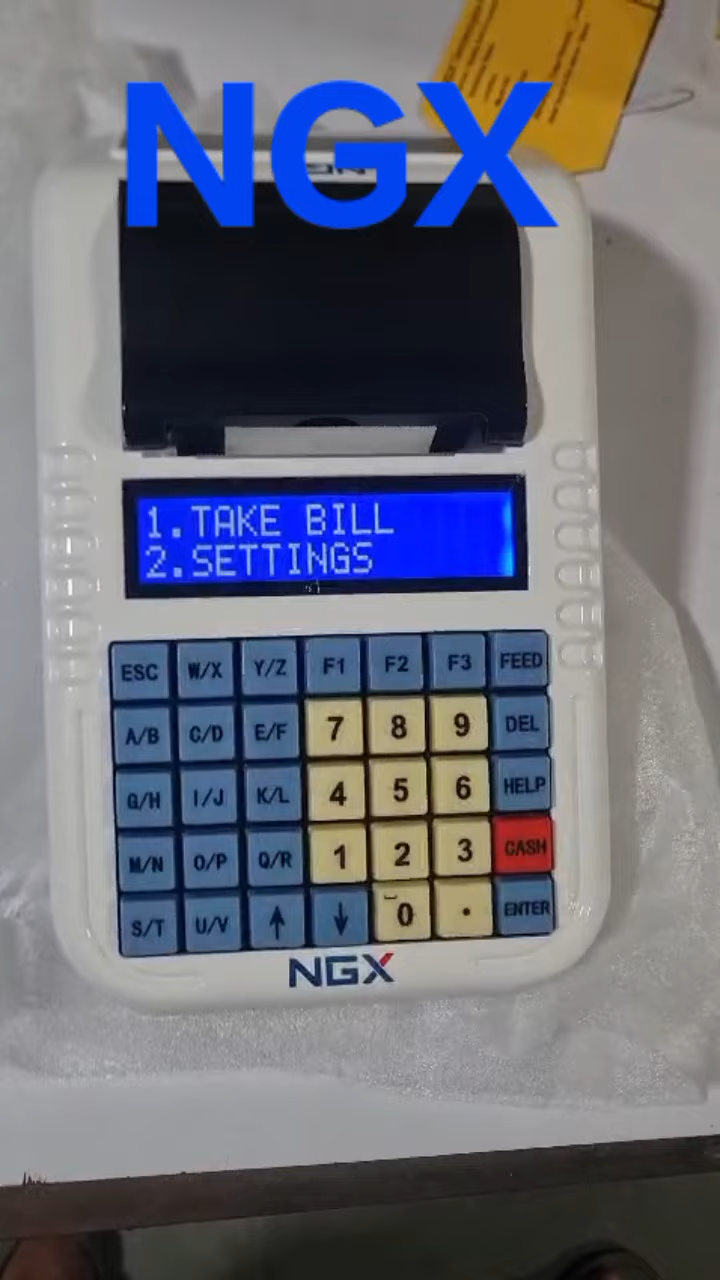 NGX
1.TAKE BILL
2.SETTINGS
ESC W/X Y/Z F1 F2 F3 FEED
A/B C/D E/F 7 8 9 DEL
G/H I/J K/L 4 5 6 HELP
M/N O/P Q/R 1 2 3 CASH
S/T U/V ↑ ↓ 0 . ENTER
NGX